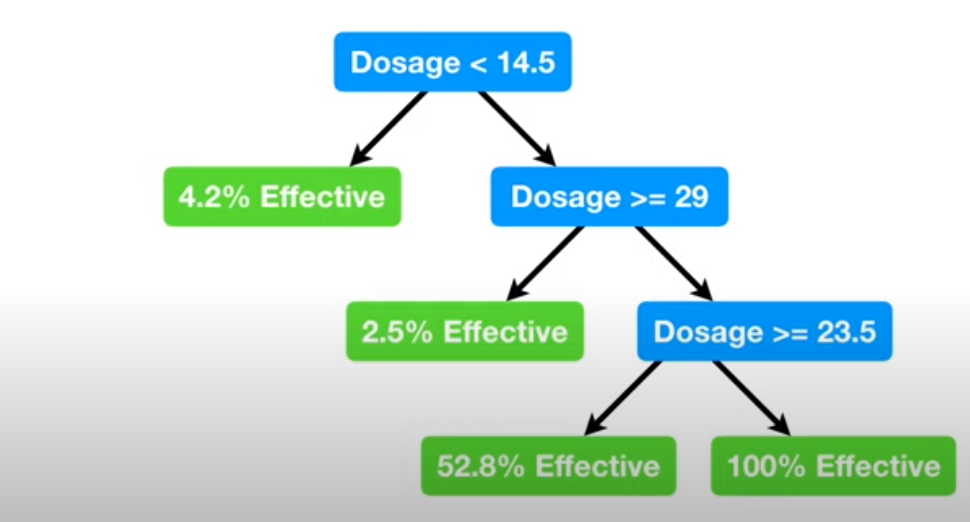 Dosage < 14.5
4.2% Effective
Dosage >= 29
2.5% Effective
Dosage >= 23.5
52.8% Effective
100% Effective